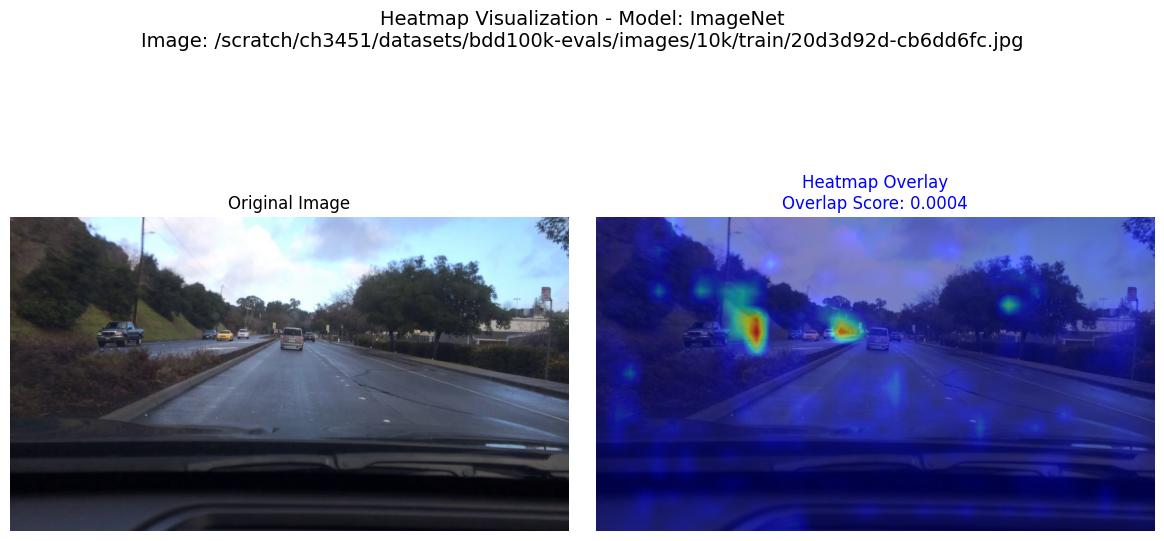 Heatmap Visualization - Model: ImageNet
Image: /scratch/ch3451/datasets/bdd100k-evals/images/10k/train/20d3d92d-cb6dd6fc.jpg
Original Image
Heatmap Overlay
Overlap Score: 0.0004